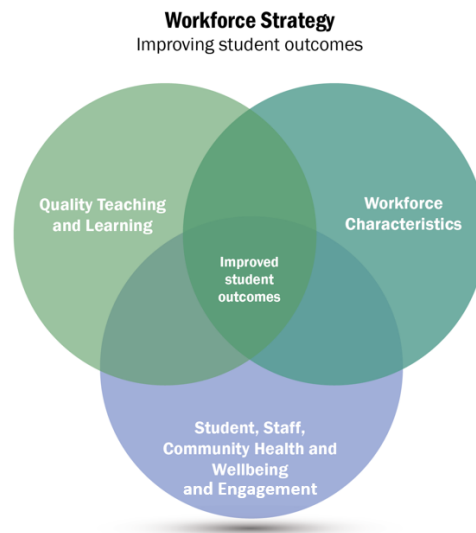 Workforce Strategy
Improving student outcomes
Quality Teaching
and Learning
Workforce
Characteristics
Improved
student
outcomes
Student, Staff,
Community Health and
Wellbeing
and Engagement